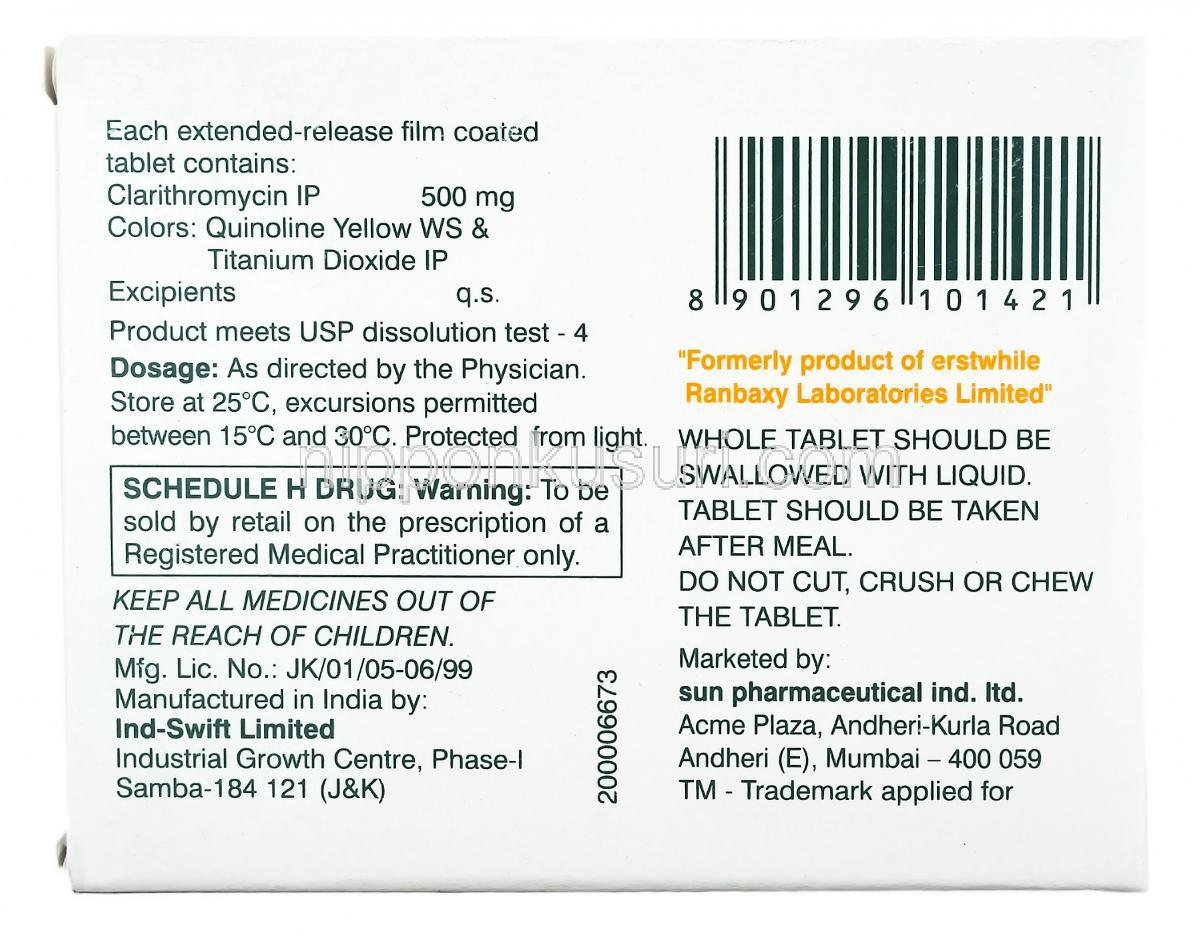 Each extended-release film coated
tablet contains:
Clarithromycin IP 500 mg
Colors: Quinoline Yellow WS &
Titanium Dioxide IP
Excipients q.s.
Product meets USP dissolution test - 4
Dosage: As directed by the Physician.
Store at 25°C, excursions permitted
between 15°C and 30°C. Protected from light.
SCHEDULE H DRUG: Warning: To be
sold by retail on the prescription of a
Registered Medical Practitioner only.
KEEP ALL MEDICINES OUT OF
THE REACH OF CHILDREN.
Mfg. Lic. No.: JK/01/05-06/99
Manufactured in India by:
Ind-Swift Limited
Industrial Growth Centre, Phase-I
Samba-184 121 (J&K)
200006673
8 901296 101421
"Formerly product of erstwhile
Ranbaxy Laboratories Limited"
WHOLE TABLET SHOULD BE
SWALLOWED WITH LIQUID.
TABLET SHOULD BE TAKEN
AFTER MEAL.
DO NOT CUT, CRUSH OR CHEW
THE TABLET.
Marketed by:
sun pharmaceutical ind. ltd.
Acme Plaza, Andheri-Kurla Road
Andheri (E), Mumbai – 400 059
TM - Trademark applied for
nipponkusuri.com